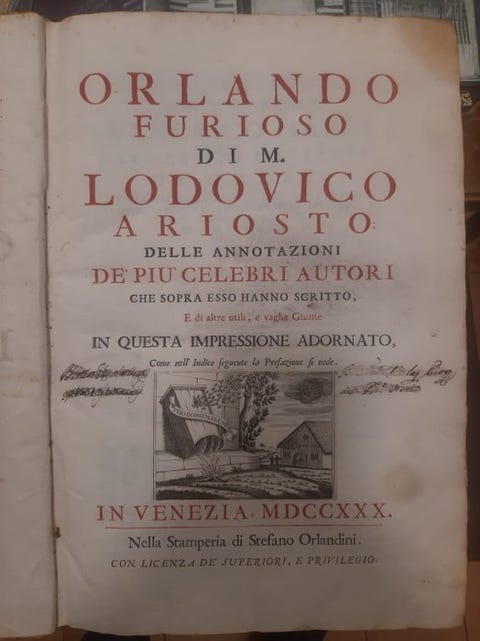 ORLANDO
FURIOSO
DI M.
LODOVICO
ARIOSTO
DELLE ANNOTAZIONI
DE' PIU' CELEBRI AUTORI
CHE SOPRA ESSO HANNO SCRITTO,
E di altre utili, e vaghe Giunte
IN QUESTA IMPRESSIONE ADORNATO,
Come nell' Indice seguente la Prefazione si vede.
IN VENEZIA MDCCXXX.
Nella Stamperia di Stefano Orlandini.
CON LICENZA DE' SUPERIORI, E PRIVILEGIO.